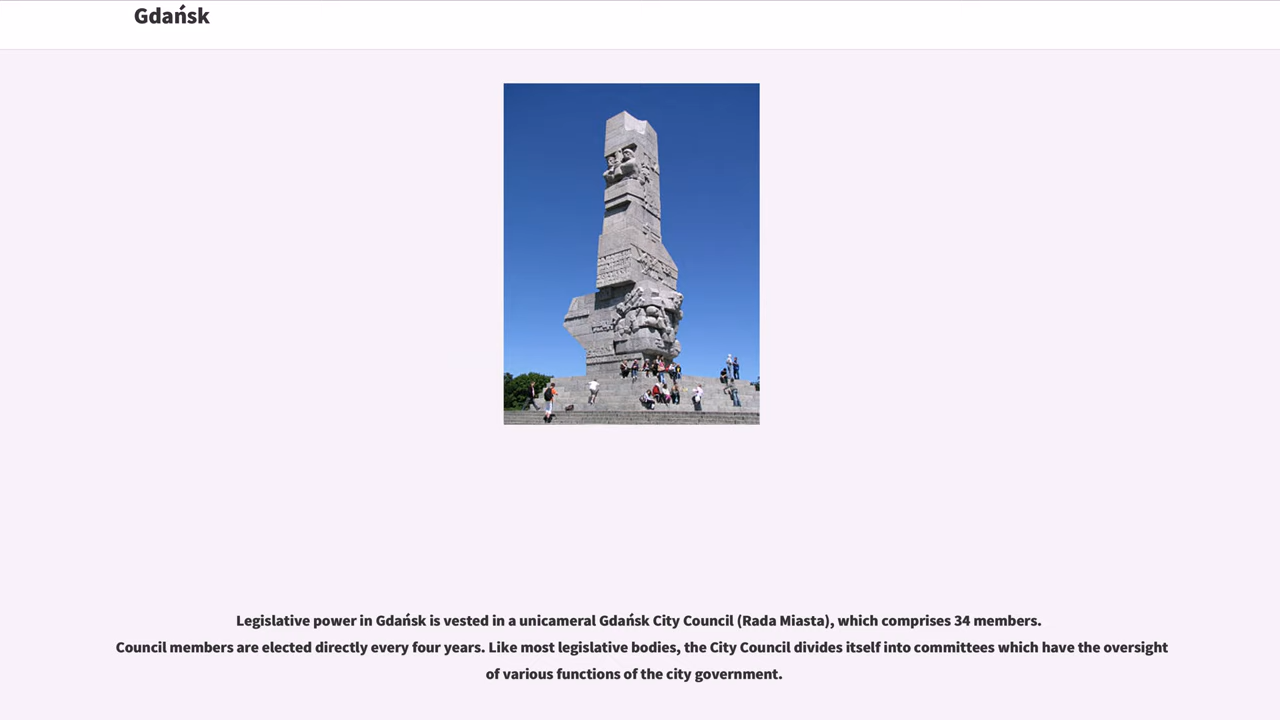 Gdańsk
Legislative power in Gdańsk is vested in a unicameral Gdańsk City Council (Rada Miasta), which comprises 34 members.
Council members are elected directly every four years. Like most legislative bodies, the City Council divides itself into committees which have the oversight
of various functions of the city government.